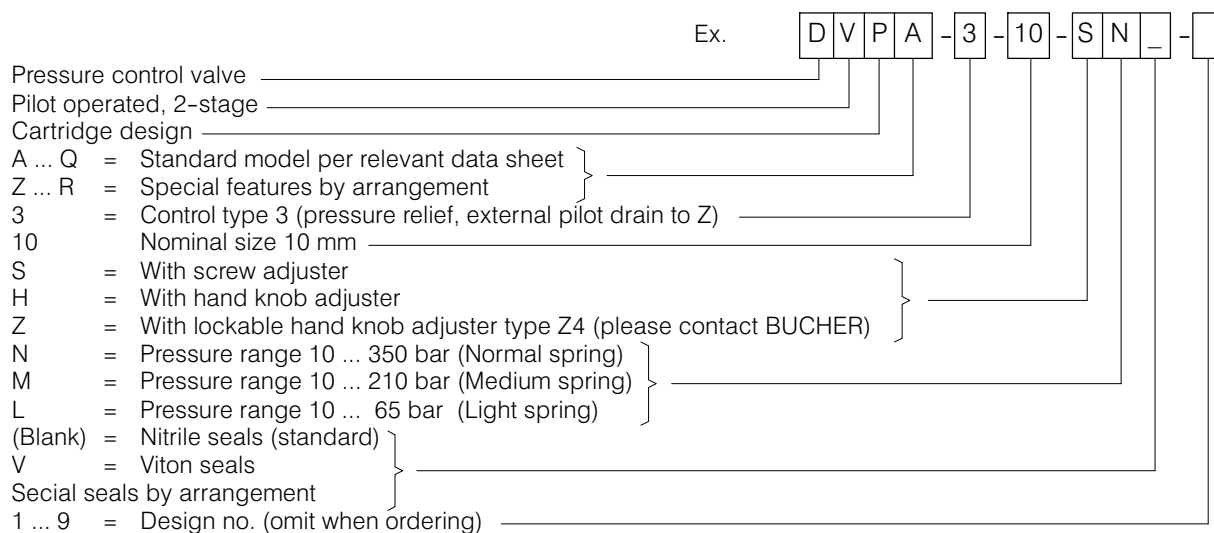 Ex. D V P A - 3 - 10 - S N _ -
Pressure control valve
Pilot operated, 2-stage
Cartridge design
A ... Q = Standard model per relevant data sheet
Z ... R = Special features by arrangement
3 = Control type 3 (pressure relief, external pilot drain to Z)
10 Nominal size 10 mm
S = With screw adjuster
H = With hand knob adjuster
Z = With lockable hand knob adjuster type Z4 (please contact BUCHER)
N = Pressure range 10 ... 350 bar (Normal spring)
M = Pressure range 10 ... 210 bar (Medium spring)
L = Pressure range 10 ... 65 bar (Light spring)
(Blank) = Nitrile seals (standard)
V = Viton seals
Secial seals by arrangement
1 ... 9 = Design no. (omit when ordering)